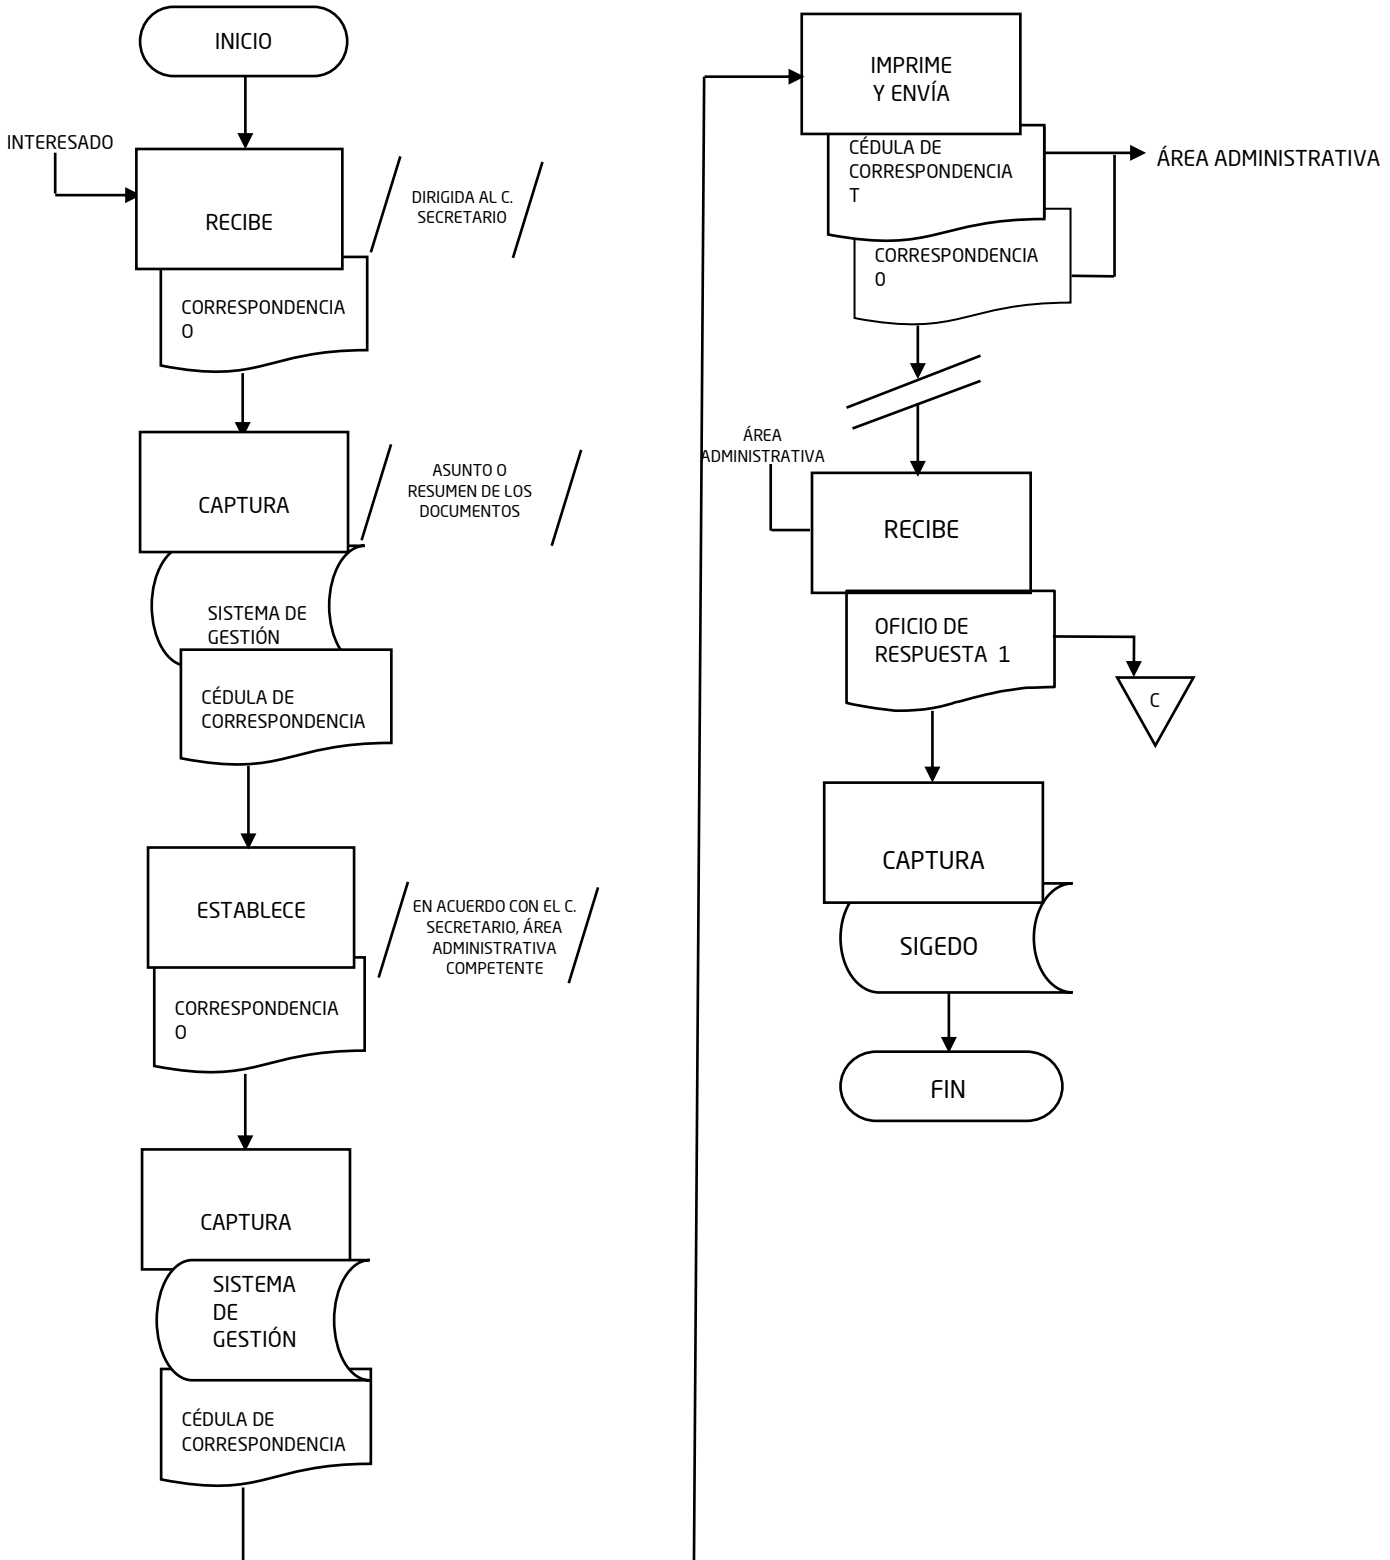 INICIO
INTERESADO
RECIBE
DIRIGIDA AL C.
SECRETARIO
CORRESPONDENCIA
O
CAPTURA
ASUNTO O
RESUMEN DE LOS
DOCUMENTOS
SISTEMA DE
GESTIÓN
CÉDULA DE
CORRESPONDENCIA
ESTABLECE
EN ACUERDO CON EL C.
SECRETARIO, ÁREA
ADMINISTRATIVA
COMPETENTE
CORRESPONDENCIA
O
CAPTURA
SISTEMA
DE
GESTIÓN
CÉDULA DE
CORRESPONDENCIA
IMPRIME
Y ENVÍA
CÉDULA DE
CORRESPONDENCIA
T
ÁREA ADMINISTRATIVA
CORRESPONDENCIA
O
ÁREA
ADMINISTRATIVA
RECIBE
OFICIO DE
RESPUESTA 1
C
CAPTURA
SIGEDO
FIN